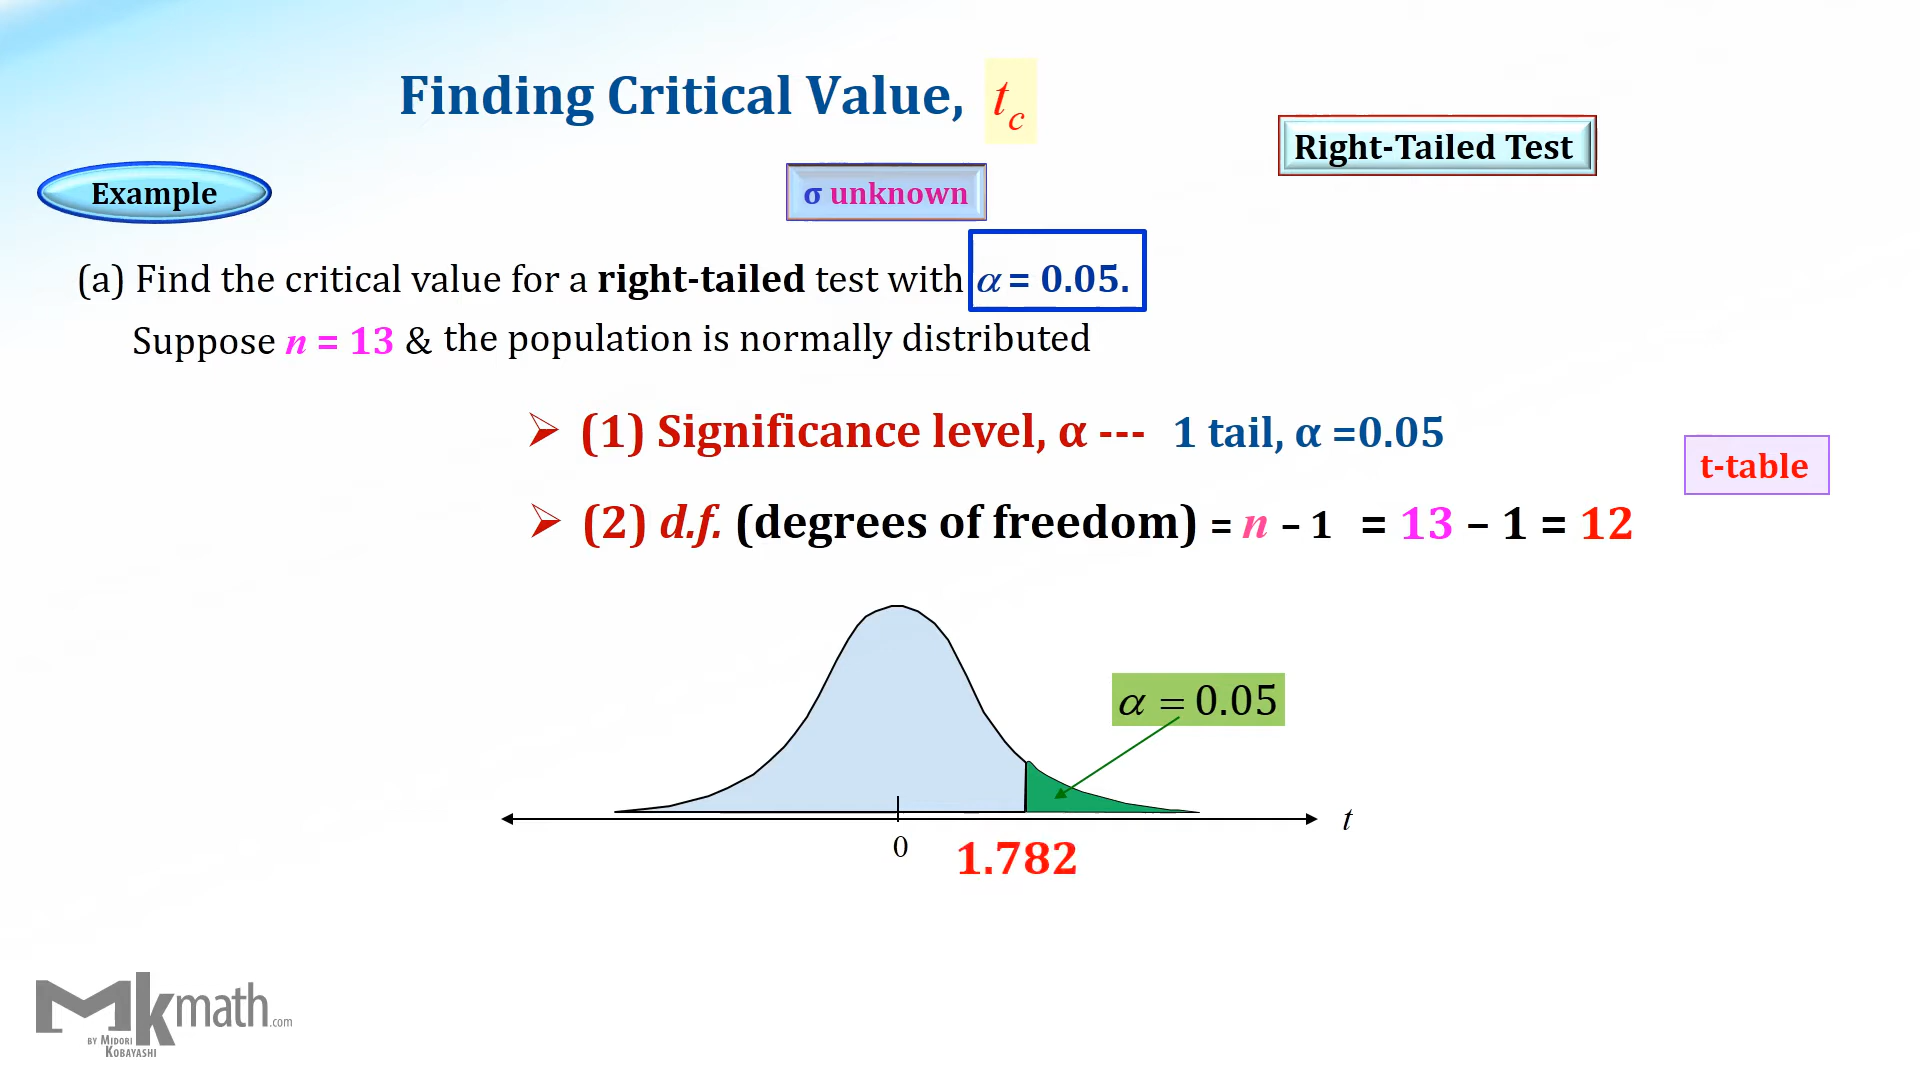 Finding Critical Value, t_c
Right-Tailed Test
Example
σ unknown
(a) Find the critical value for a right-tailed test with α = 0.05.
Suppose n = 13 & the population is normally distributed
➢ (1) Significance level, α --- 1 tail, α =0.05
t-table
➢ (2) d.f. (degrees of freedom) = n – 1 = 13 – 1 = 12
α = 0.05
t
0
1.782
Mkmath.com
BY MIDORI
KOBAYASHI